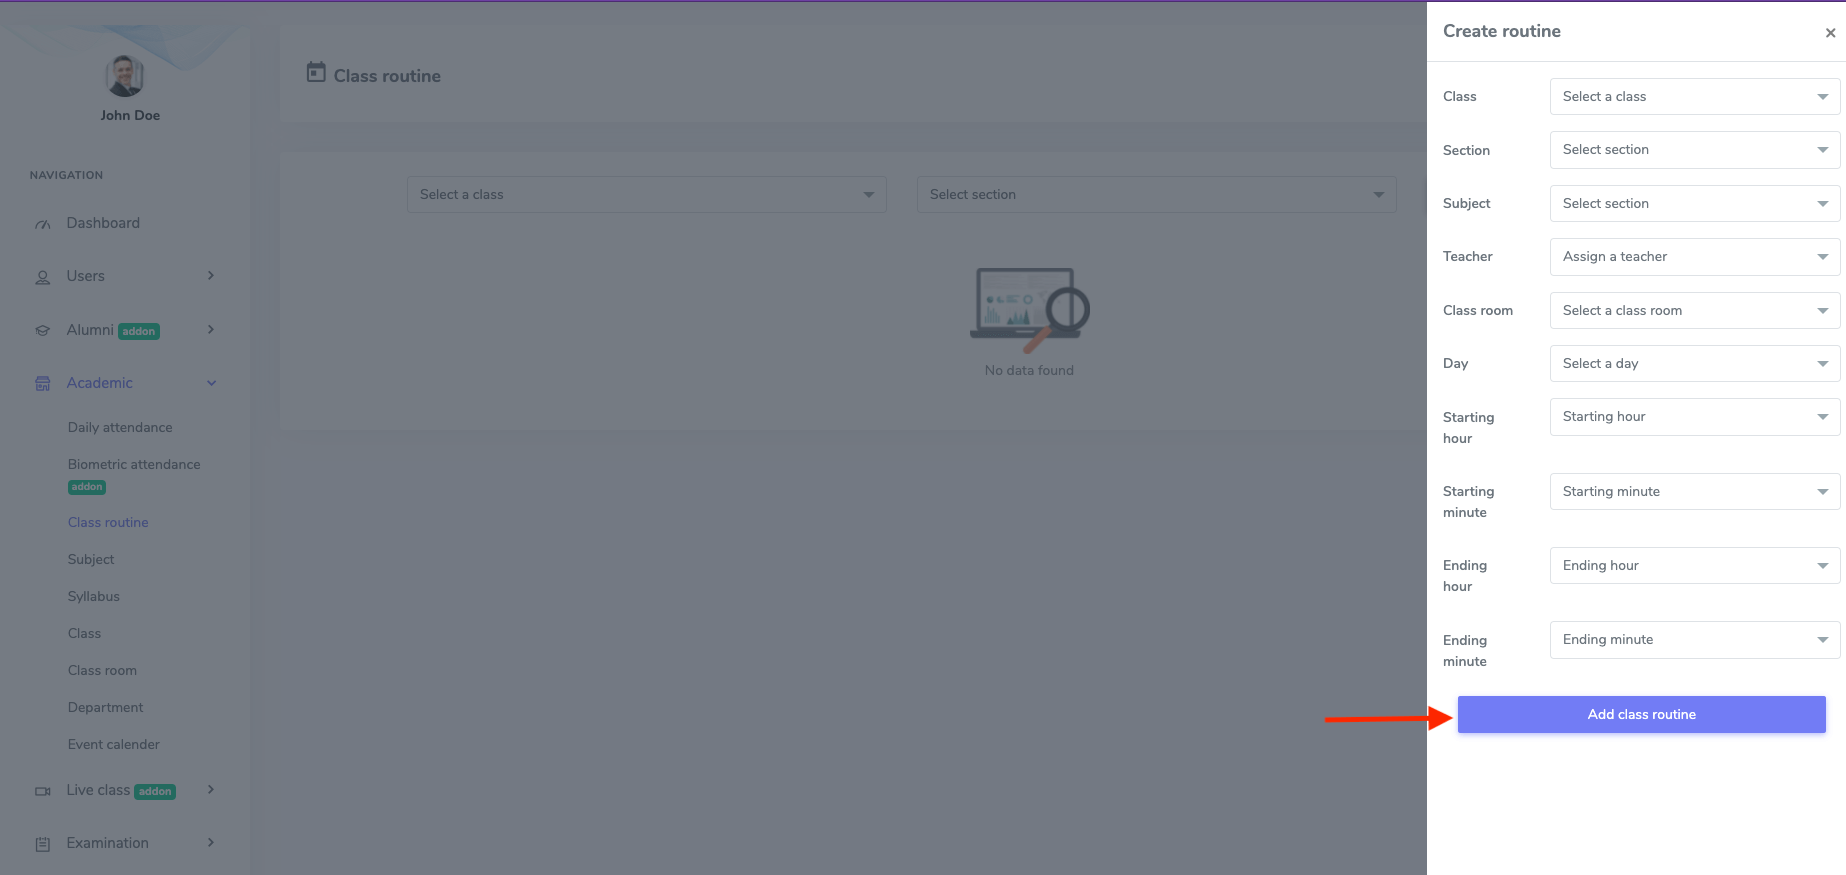 John Doe
NAVIGATION
Dashboard
Users
Alumni addon
Academic
Daily attendance
Biometric attendance
addon
Class routine
Subject
Syllabus
Class
Class room
Department
Event calender
Live class addon
Examination
Class routine
Select a class
Select section
No data found
Create routine
×
Class
Select a class
Section
Select section
Subject
Select section
Teacher
Assign a teacher
Class room
Select a class room
Day
Select a day
Starting
hour
Starting hour
Starting
minute
Starting minute
Ending
hour
Ending hour
Ending
minute
Ending minute
Add class routine